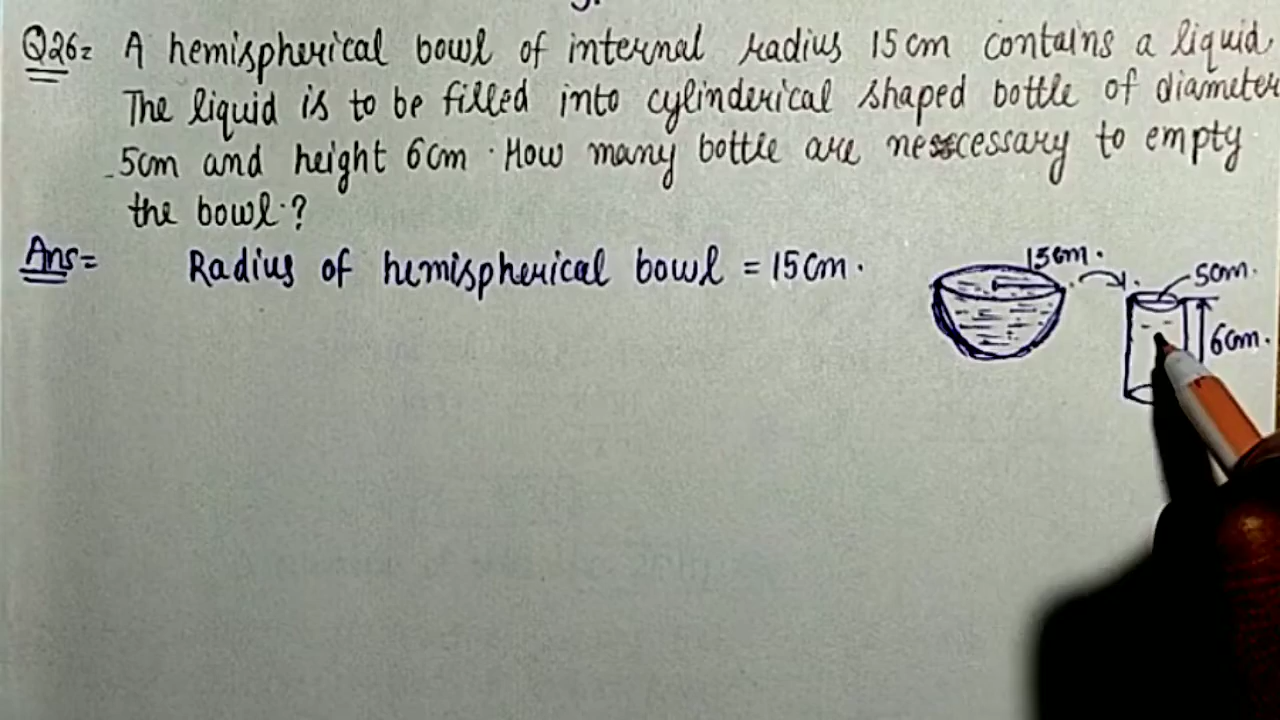 Q26= A hemispherical bowl of internal radius 15cm contains a liquid.
The liquid is to be filled into cylinderical shaped bottle of diameter
5cm and height 6cm. How many bottle are nesscessary to empty
the bowl.?
Ans= Radius of hemispherical bowl = 15cm.
15cm.
5cm.
6cm.